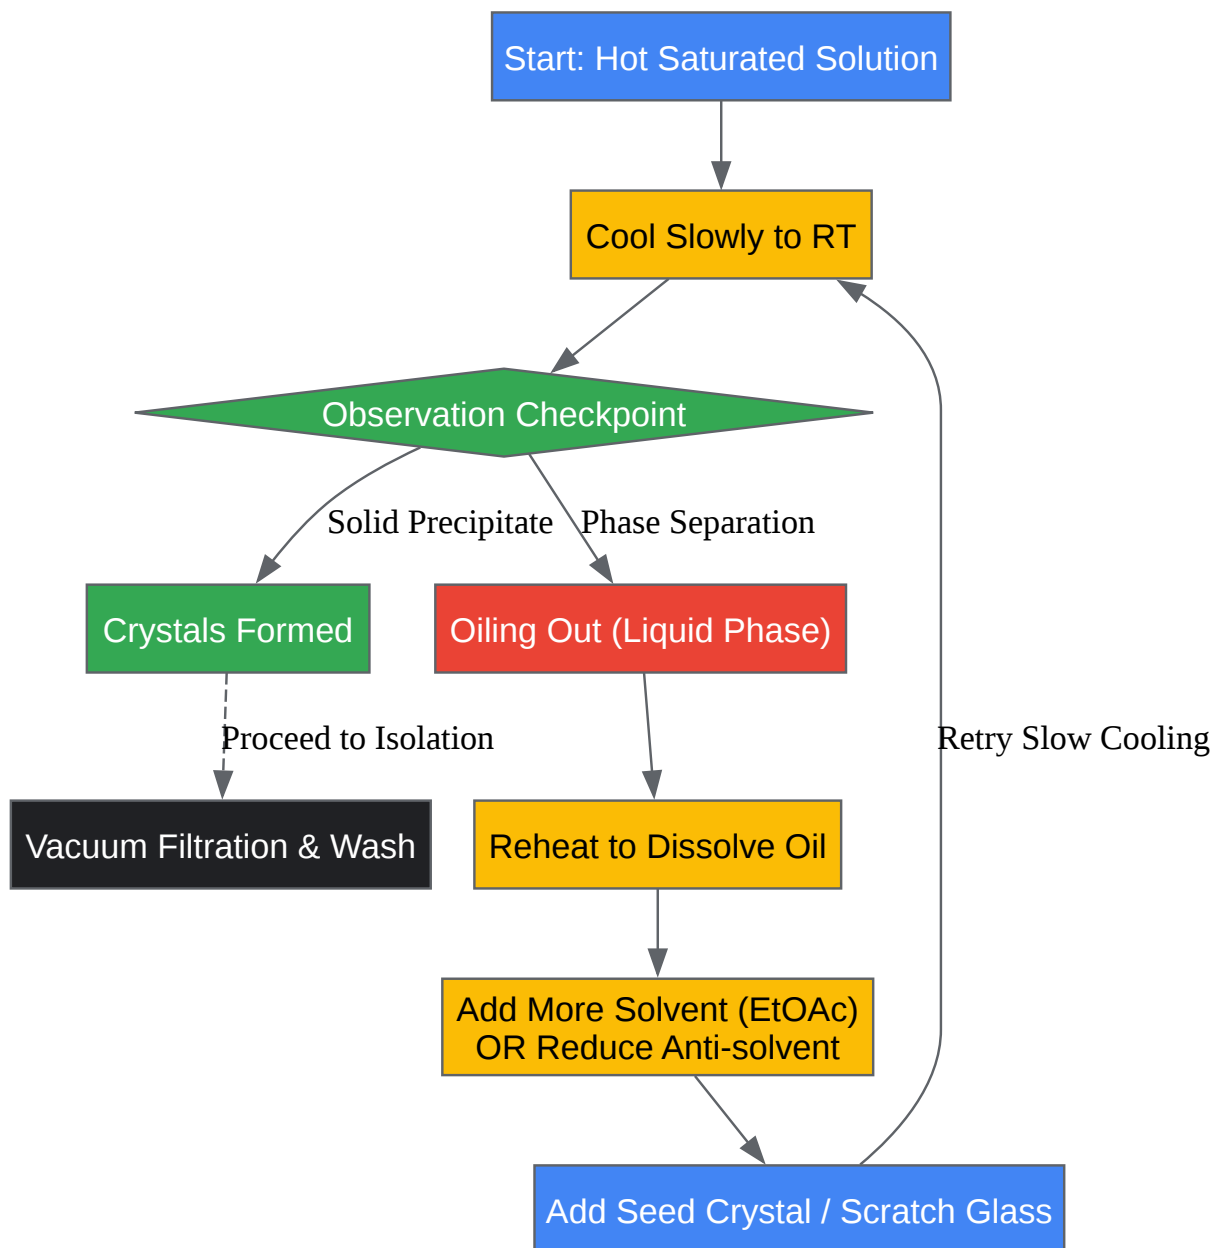 Start: Hot Saturated Solution
Cool Slowly to RT
Observation Checkpoint
Solid Precipitate
Phase Separation
Crystals Formed
Oiling Out (Liquid Phase)
Proceed to Isolation
Retry Slow Cooling
Vacuum Filtration & Wash
Reheat to Dissolve Oil
Add More Solvent (EtOAc)
OR Reduce Anti-solvent
Add Seed Crystal / Scratch Glass